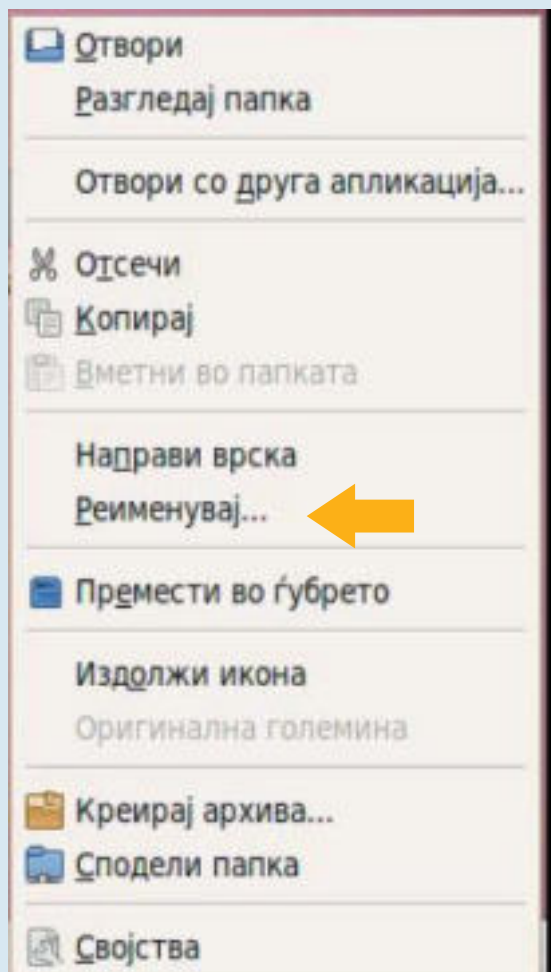 Отвори
Разгледај папка
Отвори со друга апликација...
Отсечи
Копирај
Вметни во папката
Направи врска
Реименувај...
Премести во ѓубрето
Издолжи икона
Оригинална големина
Креирај архива...
Сподели папка
Својства